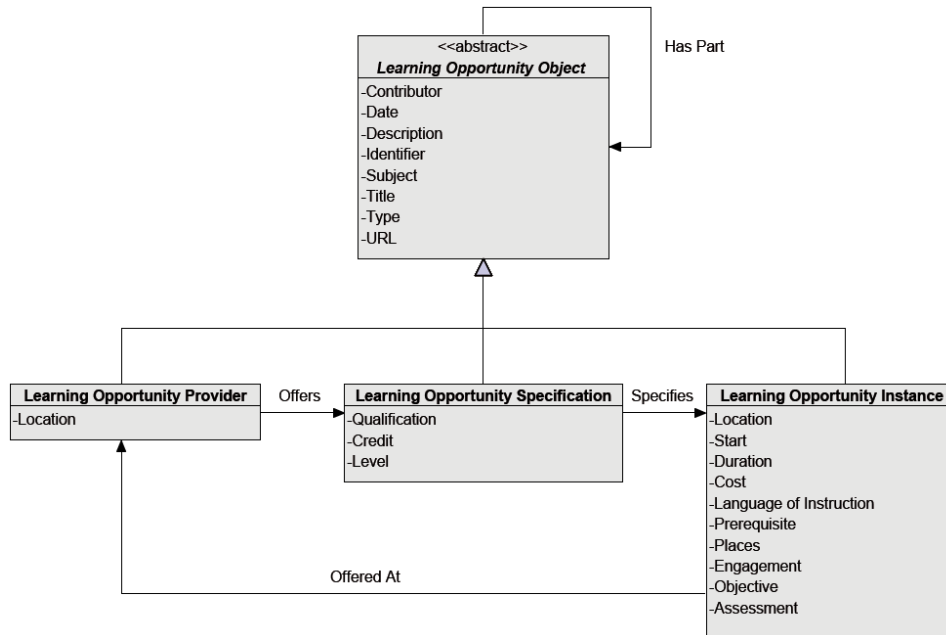 <<abstract>>
Learning Opportunity Object
-Contributor
-Date
-Description
-Identifier
-Subject
-Title
-Type
-URL
Has Part
Learning Opportunity Provider
-Location
Offers
Learning Opportunity Specification
-Qualification
-Credit
-Level
Specifies
Learning Opportunity Instance
-Location
-Start
-Duration
-Cost
-Language of Instruction
-Prerequisite
-Places
-Engagement
-Objective
-Assessment
Offered At